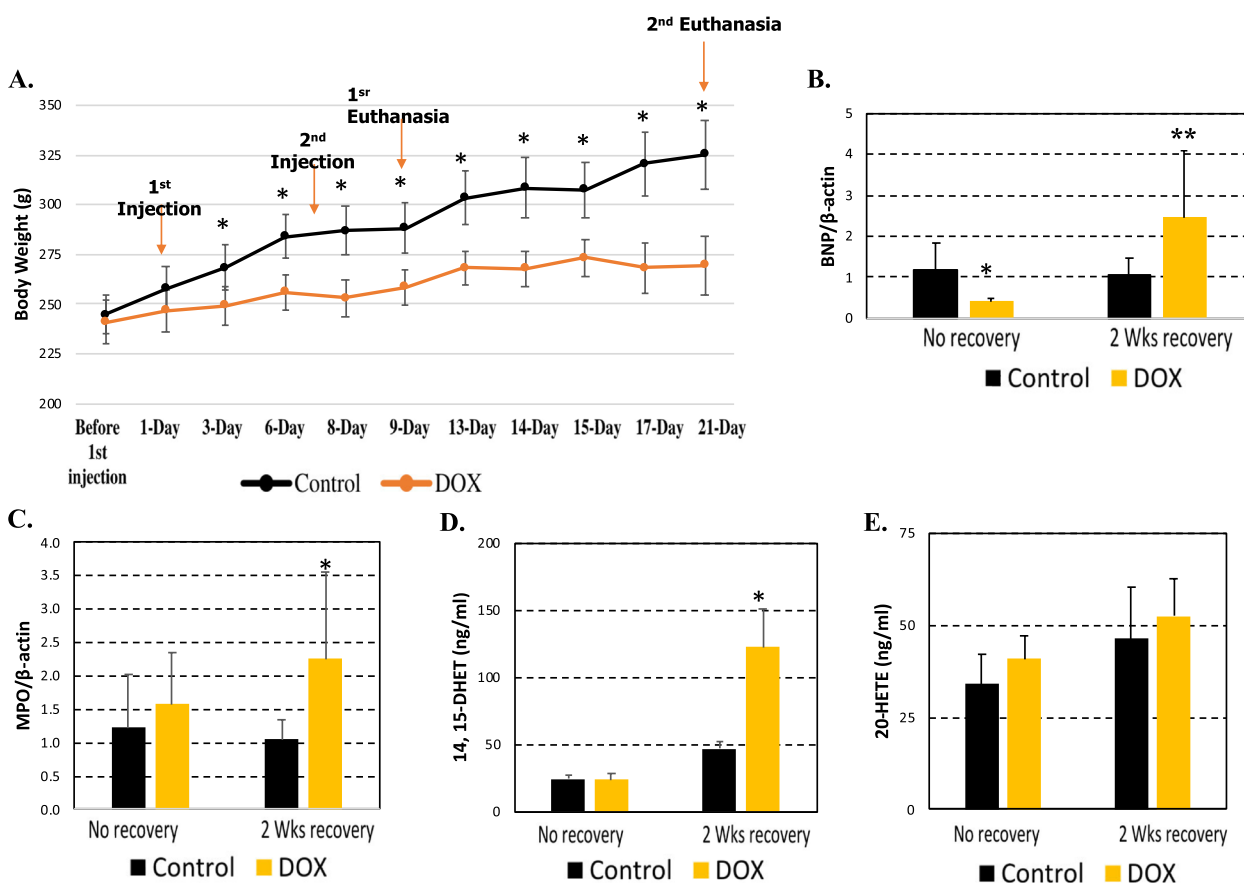 2nd Euthanasia
A.
350
325
300
275
250
225
200
Body Weight (g)
1st
Injection
2nd
Injection
1sr
Euthanasia
*
*
*
*
*
*
*
*
*
Before
1st
injection
1-Day
3-Day
6-Day
8-Day
9-Day
13-Day
14-Day
15-Day
17-Day
21-Day
Control
DOX
B.
5
4
3
2
1
0
BNP/β-actin
*
**
No recovery
2 Wks recovery
Control
DOX
C.
4.0
3.5
3.0
2.5
2.0
1.5
1.0
0.5
0.0
MPO/β-actin
*
No recovery
2 Wks recovery
Control
DOX
D.
200
150
100
50
0
14, 15-DHET (ng/ml)
*
No recovery
2 Wks recovery
Control
DOX
E.
75
50
25
0
20-HETE (ng/ml)
No recovery
2 Wks recovery
Control
DOX